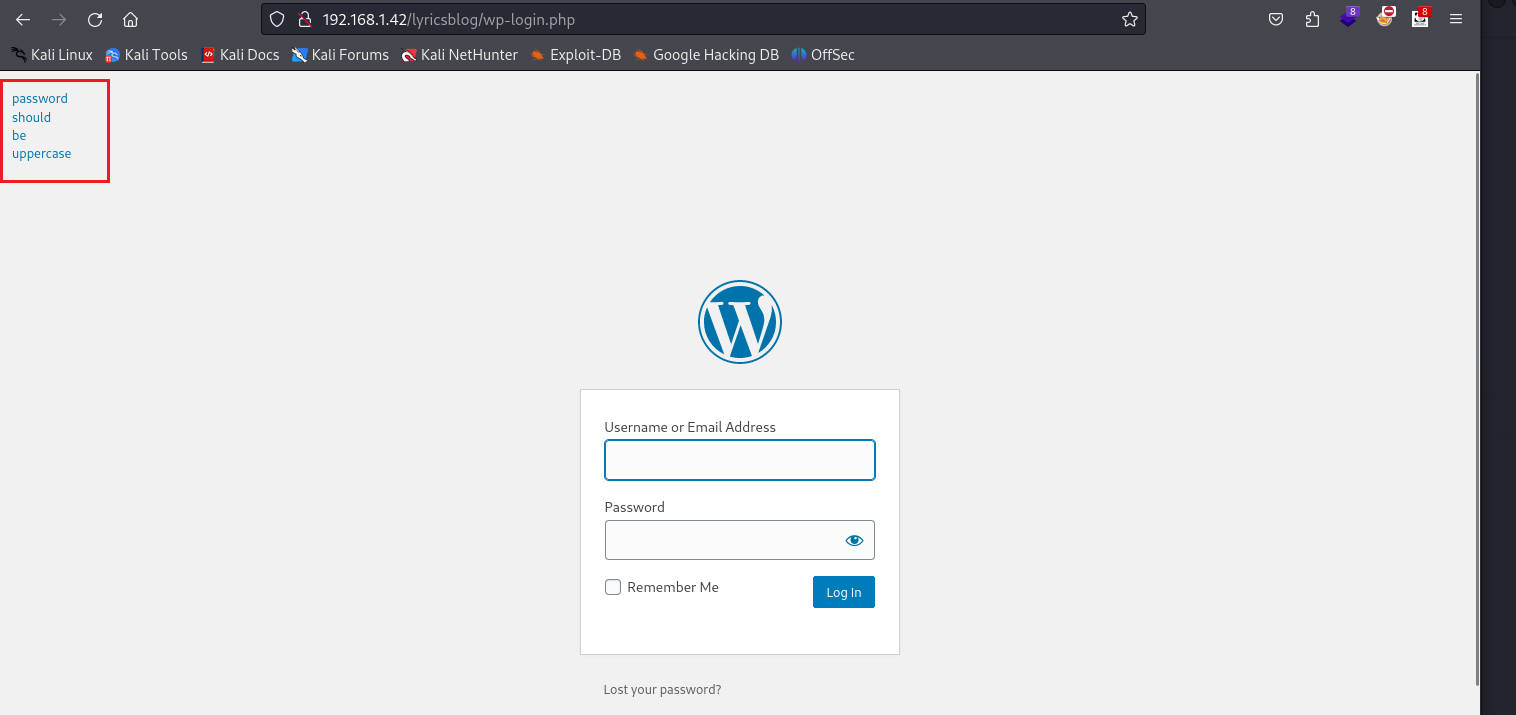 192.168.1.42/lyricsblog/wp-login.php
8
8
Kali Linux Kali Tools Kali Docs Kali Forums Kali NetHunter Exploit-DB Google Hacking DB OffSec
password
should
be
uppercase
Username or Email Address
Password
Remember Me
Log In
Lost your password?